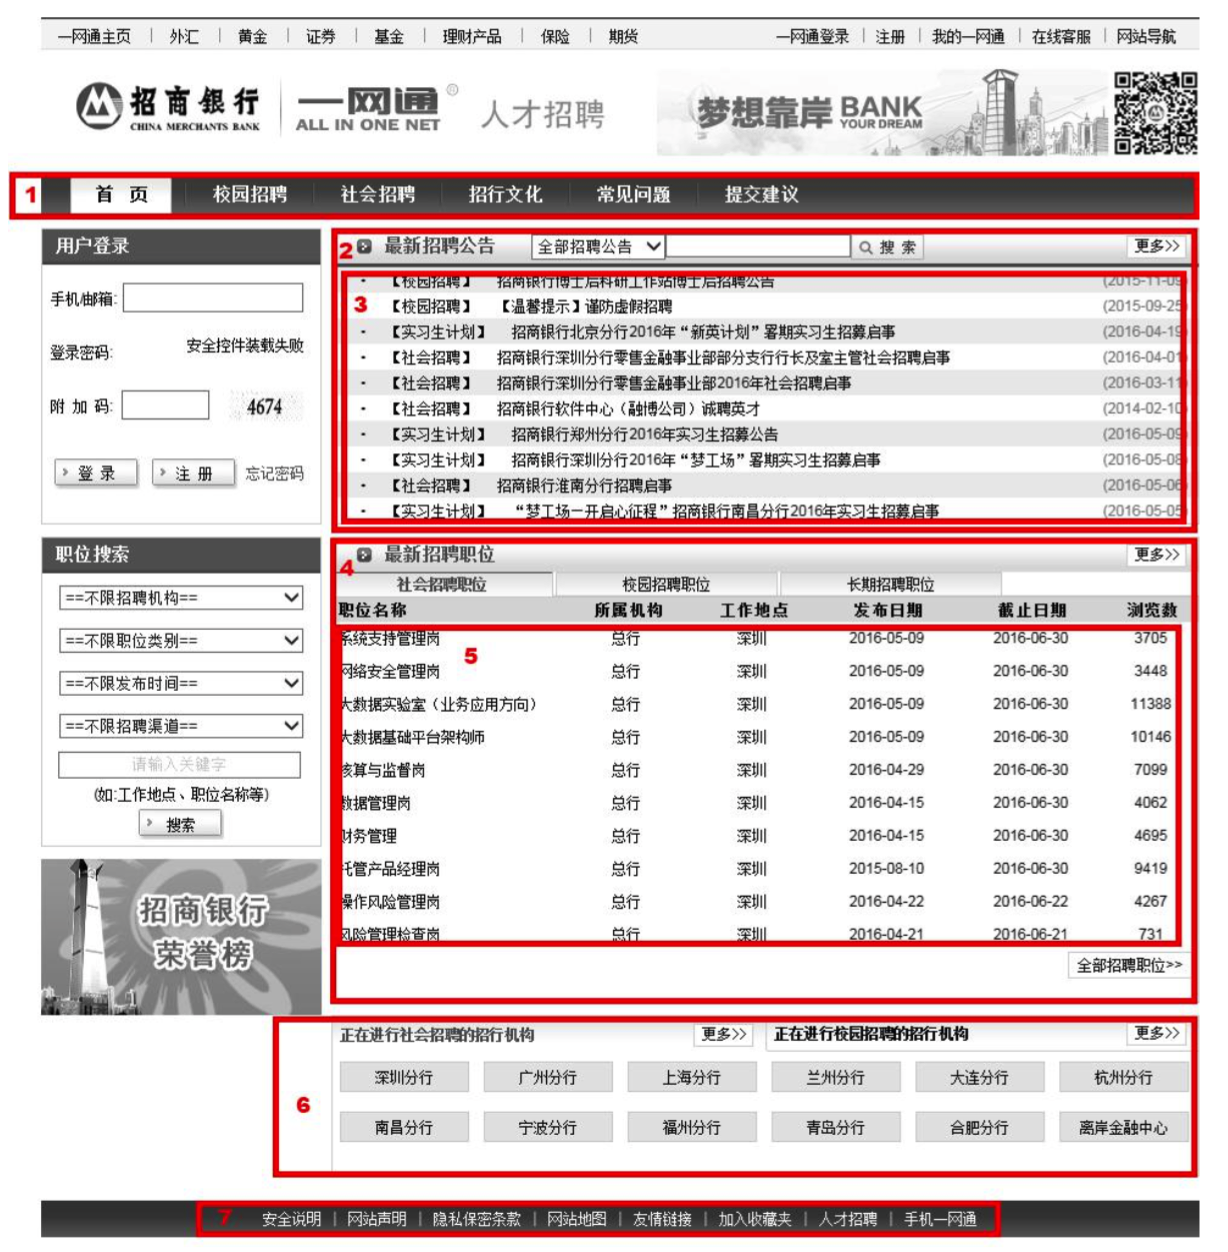 一网通主页 | 外汇 | 黄金 | 证券 | 基金 | 理财产品 | 保险 | 期货 一网通登录 | 注册 | 我的一网通 | 在线客服 | 网站导航
招商银行 CHINA MERCHANTS BANK 一网通® ALL IN ONE NET 人才招聘 梦想靠岸 BANK YOUR DREAM
1 首 页 校园招聘 社会招聘 招行文化 常见问题 提交建议
用户登录
手机/邮箱:
登录密码: 安全控件装载失败
附 加 码: 4674
登 录 注 册 忘记密码
2 最新招聘公告 全部招聘公告 搜 索 更多>>
· 【校园招聘】 招商银行博士后科研工作站博士后招聘公告 (2015-11-09)
3 · 【校园招聘】 【温馨提示】谨防虚假招聘 (2015-09-25)
· 【实习生计划】 招商银行北京分行2016年“新英计划”署期实习生招募启事 (2016-04-19)
· 【社会招聘】 招商银行深圳分行零售金融事业部部分支行行长及室主管社会招聘启事 (2016-04-01)
· 【社会招聘】 招商银行深圳分行零售金融事业部2016年社会招聘启事 (2016-03-11)
· 【社会招聘】 招商银行软件中心（融博公司）诚聘英才 (2014-02-10)
· 【实习生计划】 招商银行郑州分行2016年实习生招募公告 (2016-05-09)
· 【实习生计划】 招商银行深圳分行2016年“梦工场”署期实习生招募启事 (2016-05-08)
· 【社会招聘】 招商银行淮南分行招聘启事 (2016-05-06)
· 【实习生计划】 “梦工场－开启心征程”招商银行南昌分行2016年实习生招募启事 (2016-05-05)
职位搜索
==不限招聘机构==
==不限职位类别==
==不限发布时间==
==不限招聘渠道==
请输入关键字
(如:工作地点、职位名称等)
搜索
招商银行
荣誉榜
4 最新招聘职位 更多>>
社会招聘职位 校园招聘职位 长期招聘职位
职位名称 所属机构 工作地点 发布日期 截止日期 浏览数
系统支持管理岗 总行 深圳 2016-05-09 2016-06-30 3705
5
网络安全管理岗 总行 深圳 2016-05-09 2016-06-30 3448
大数据实验室（业务应用方向） 总行 深圳 2016-05-09 2016-06-30 11388
大数据基础平台架构师 总行 深圳 2016-05-09 2016-06-30 10146
核算与监督岗 总行 深圳 2016-04-29 2016-06-30 7099
数据管理岗 总行 深圳 2016-04-15 2016-06-30 4062
财务管理 总行 深圳 2016-04-15 2016-06-30 4695
托管产品经理岗 总行 深圳 2015-08-10 2016-06-30 9419
操作风险管理岗 总行 深圳 2016-04-22 2016-06-22 4267
风险管理检查岗 总行 深圳 2016-04-21 2016-06-21 731
全部招聘职位>>
正在进行社会招聘的招行机构 更多>> 正在进行校园招聘的招行机构 更多>>
深圳分行 广州分行 上海分行 兰州分行 大连分行 杭州分行
6
南昌分行 宁波分行 福州分行 青岛分行 合肥分行 离岸金融中心
7 安全说明 | 网站声明 | 隐私保密条款 | 网站地图 | 友情链接 | 加入收藏夹 | 人才招聘 | 手机一网通